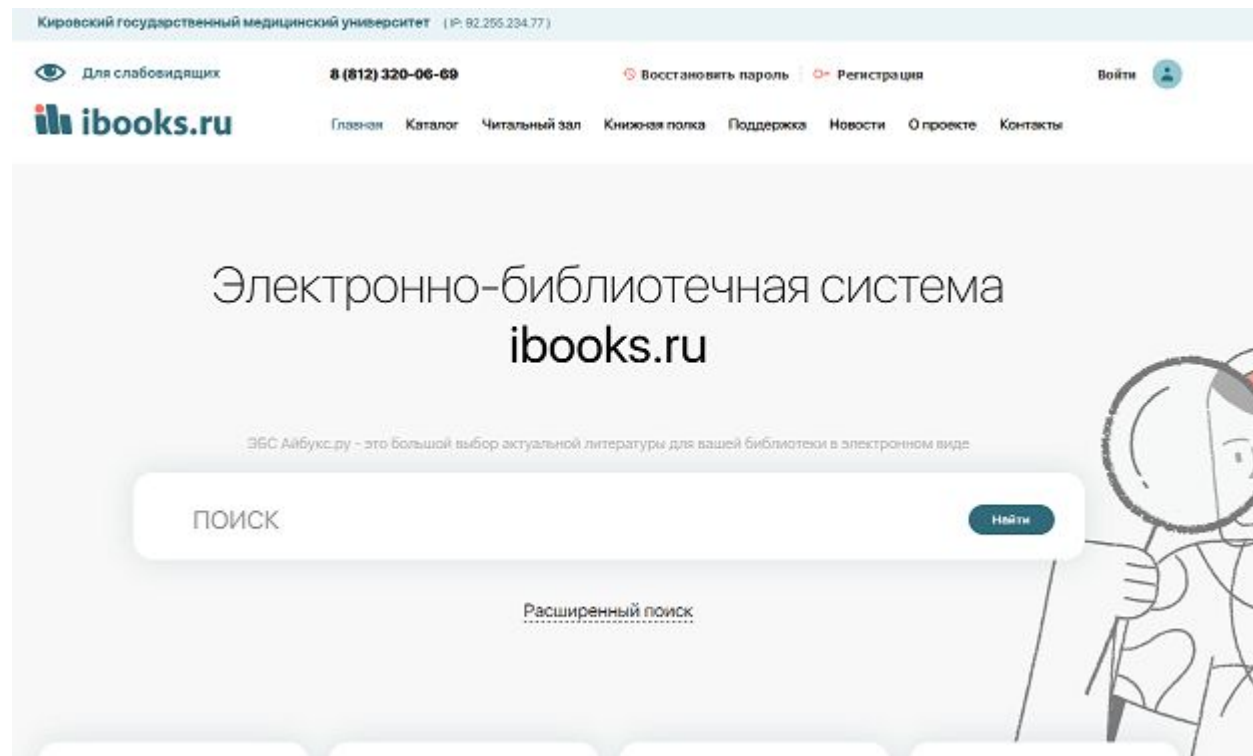 Кировский государственный медицинский университет (IP: 92.255.234.77)
Для слабовидящих 8 (812) 320-06-69 Восстановить пароль Регистрация Войти
ibooks.ru Главная Каталог Читальный зал Книжная полка Поддержка Новости О проекте Контакты
Электронно-библиотечная система
ibooks.ru
ЭБС Айбукс.ру - это большой выбор актуальной литературы для вашей библиотеки в электронном виде
поиск Найти
Расширенный поиск